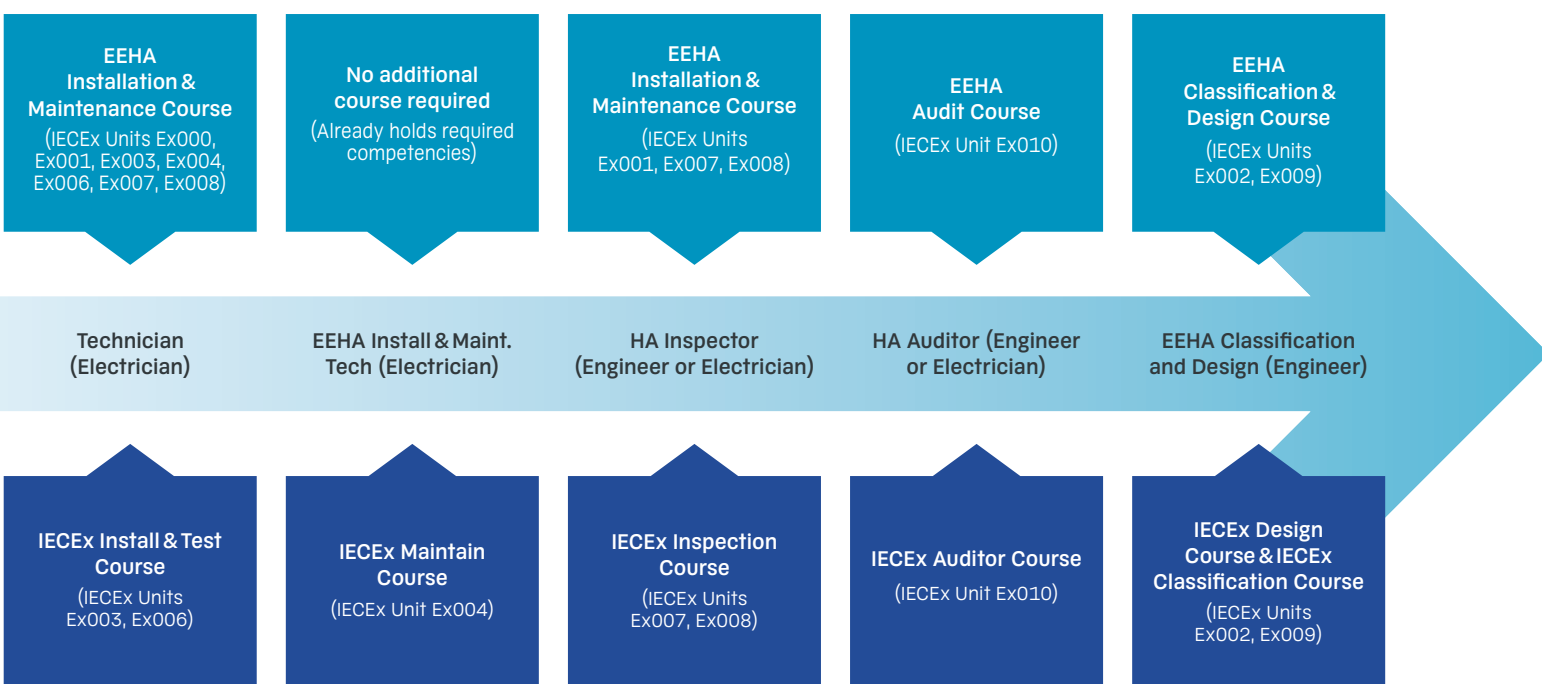 EEHA
Installation & 
Maintenance Course
(IECEx Units Ex000,
Ex001, Ex003, Ex004,
Ex006, Ex007, Ex008)
No additional
course required
(Already holds required
competencies)
EEHA
Installation &
Maintenance Course
(IECEx Units
Ex001, Ex007, Ex008)
EEHA
Audit Course
(IECEx Unit Ex010)
EEHA
Classification &
Design Course
(IECEx Units
Ex002, Ex009)
Technician
(Electrician)
EEHA Install & Maint.
Tech (Electrician)
HA Inspector
(Engineer or Electrician)
HA Auditor (Engineer
or Electrician)
EEHA Classification
and Design (Engineer)
IECEx Install & Test
Course
(IECEx Units
Ex003, Ex006)
IECEx Maintain
Course
(IECEx Unit Ex004)
IECEx Inspection
Course
(IECEx Units
Ex007, Ex008)
IECEx Auditor Course
(IECEx Unit Ex010)
IECEx Design
Course & IECEx
Classification Course
(IECEx Units
Ex002, Ex009)